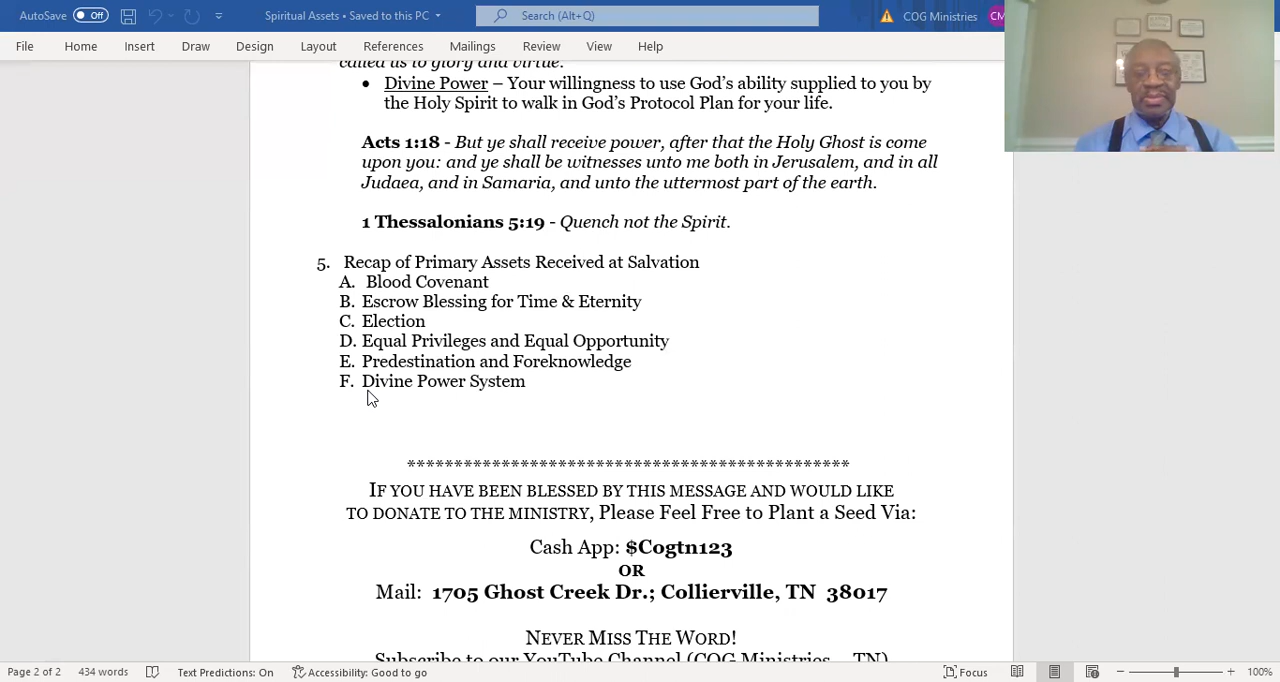 AutoSave Off Spiritual Assets • Saved to this PC Search (Alt+Q) COG Ministries CM
File Home Insert Draw Design Layout References Mailings Review View Help
called us to glory and virtue.
• Divine Power – Your willingness to use God's ability supplied to you by
the Holy Spirit to walk in God's Protocol Plan for your life.
Acts 1:18 - But ye shall receive power, after that the Holy Ghost is come
upon you: and ye shall be witnesses unto me both in Jerusalem, and in all
Judaea, and in Samaria, and unto the uttermost part of the earth.
1 Thessalonians 5:19 - Quench not the Spirit.
5. Recap of Primary Assets Received at Salvation
A. Blood Covenant
B. Escrow Blessing for Time & Eternity
C. Election
D. Equal Privileges and Equal Opportunity
E. Predestination and Foreknowledge
F. Divine Power System
***********************************************
IF YOU HAVE BEEN BLESSED BY THIS MESSAGE AND WOULD LIKE
TO DONATE TO THE MINISTRY, Please Feel Free to Plant a Seed Via:
Cash App: $Cogtn123
OR
Mail: 1705 Ghost Creek Dr.; Collierville, TN 38017
NEVER MISS THE WORD!
Subscribe to our YouTube Channel (COG Ministries – TN)
Page 2 of 2 434 words Text Predictions: On Accessibility: Good to go Focus 100%